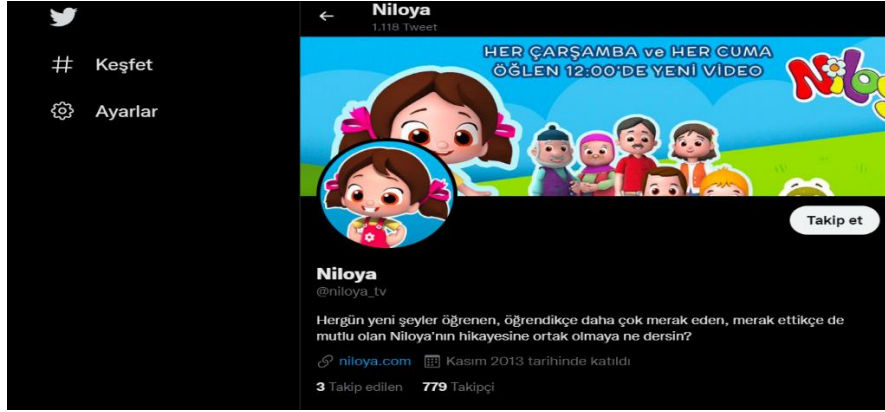 Niloya
1.118 Tweet
Keşfet
Ayarlar
HER ÇARŞAMBA ve HER CUMA
ÖĞLEN 12:00'DE YENİ VİDEO
Niloya
Takip et
Niloya
@niloya_tv
Hergün yeni şeyler öğrenen, öğrendikçe daha çok merak eden, merak ettikçe de
mutlu olan Niloya'nın hikayesine ortak olmaya ne dersin?
niloya.com Kasım 2013 tarihinde katıldı
3 Takip edilen 779 Takipçi